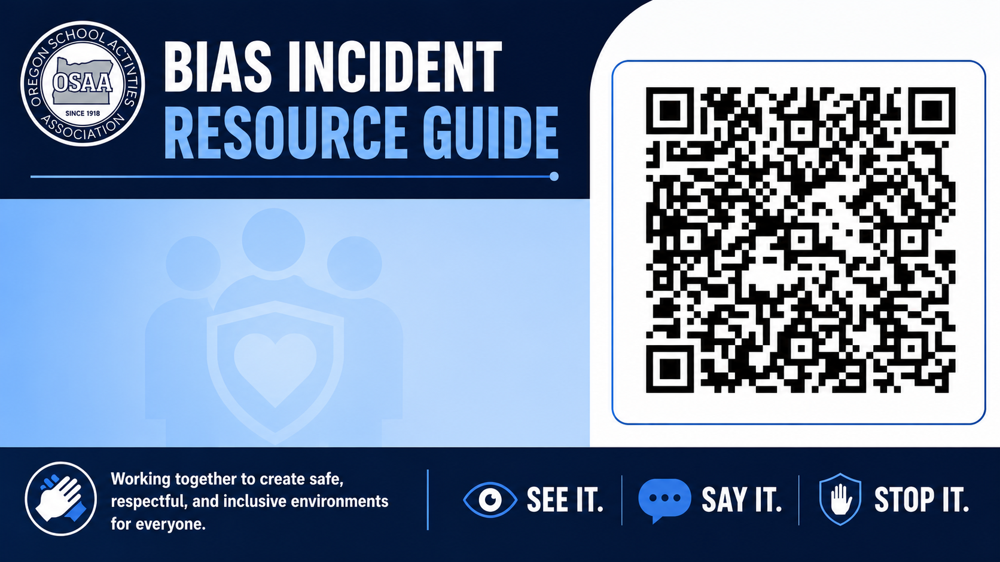 OREGON SCHOOL ACTIVITIES
ASSOCIATION
OSAA
SINCE 1918
BIAS INCIDENT
RESOURCE GUIDE
Working together to create safe,
respectful, and inclusive environments
for everyone.
SEE IT.
SAY IT.
STOP IT.